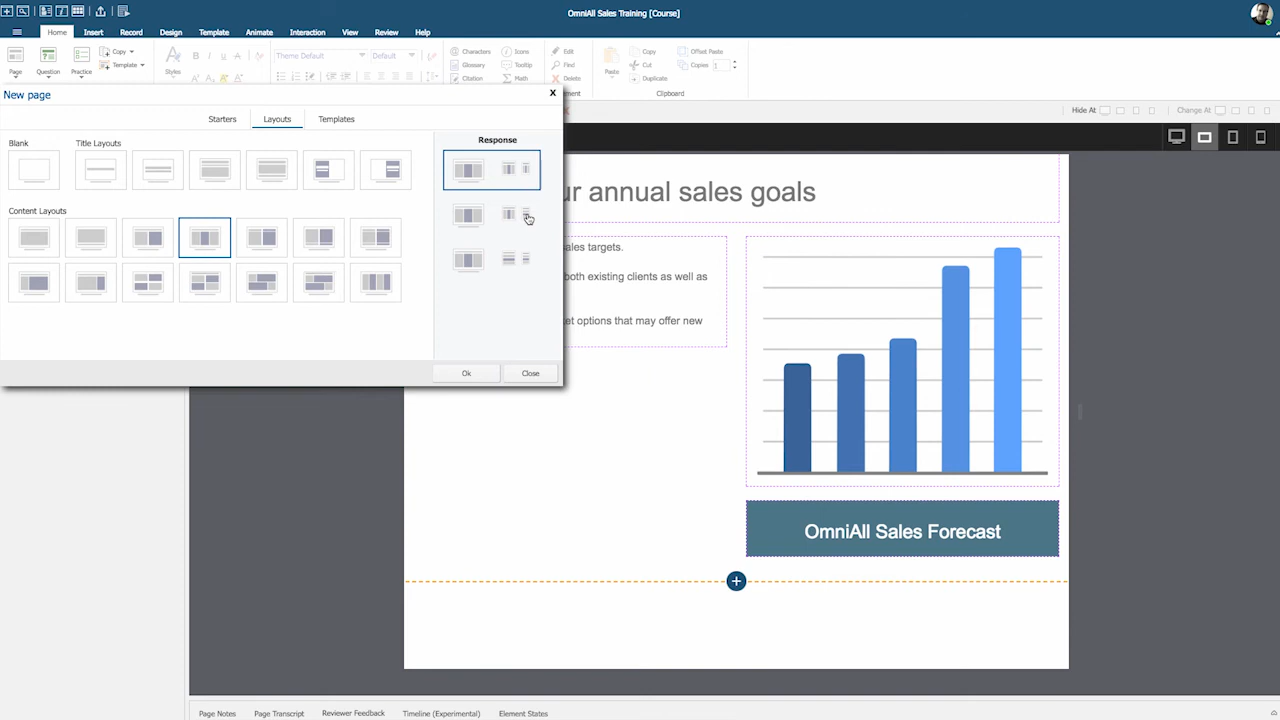 OmniAll Sales Training [Course]
Home Insert Record Design Template Animate Interaction View Review Help
Copy
Template
Page Question Practice
Styles
B I U
Theme Default Default
Characters Icons
Glossary Tooltip
Citation Math
Edit
Find
Delete
Paste
Copy
Cut
Duplicate
Offset Paste
Copies
Clipboard
New page X
Hide At Change At
Starters Layouts Templates
Blank Title Layouts
Response
Content Layouts
Ok Close
ur annual sales goals
ales targets.
both existing clients as well as
et options that may offer new
OmniAll Sales Forecast
+
Page Notes Page Transcript Reviewer Feedback Timeline (Experimental) Element States